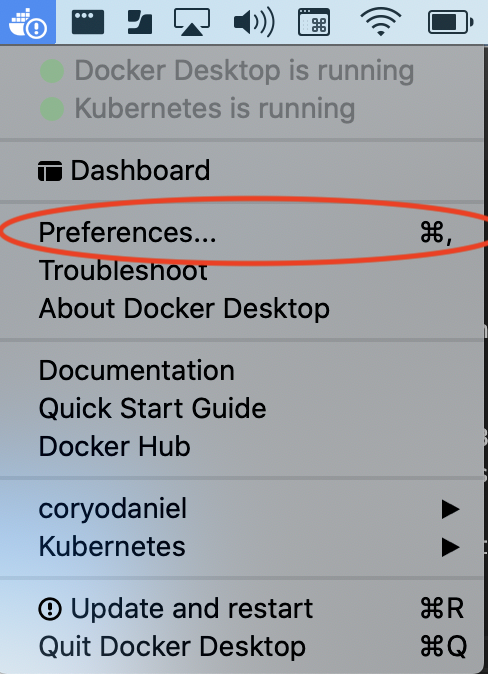 Docker Desktop is running
Kubernetes is running
Dashboard
Preferences... ⌘,
Troubleshoot
About Docker Desktop
Documentation
Quick Start Guide
Docker Hub
coryodaniel
Kubernetes
Update and restart ⌘R
Quit Docker Desktop ⌘Q